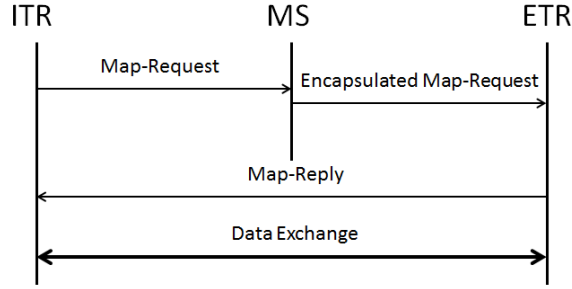 ITR MS ETR
Map-Request
Encapsulated Map-Request
Map-Reply
Data Exchange